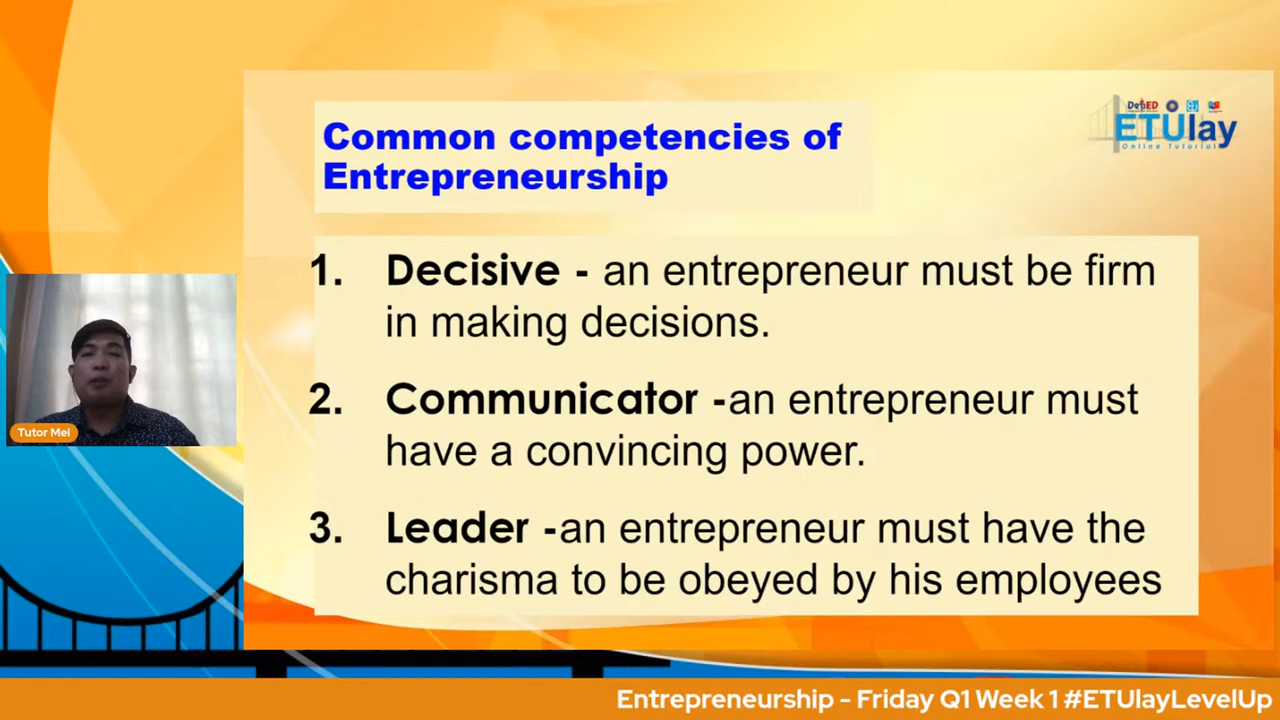 Common competencies of
Entrepreneurship
DepED
ETUlay
Online Tutorial
1. Decisive - an entrepreneur must be firm
in making decisions.
2. Communicator -an entrepreneur must
have a convincing power.
3. Leader -an entrepreneur must have the
charisma to be obeyed by his employees
Tutor Mel
Entrepreneurship - Friday Q1 Week 1 #ETUlayLevelUp